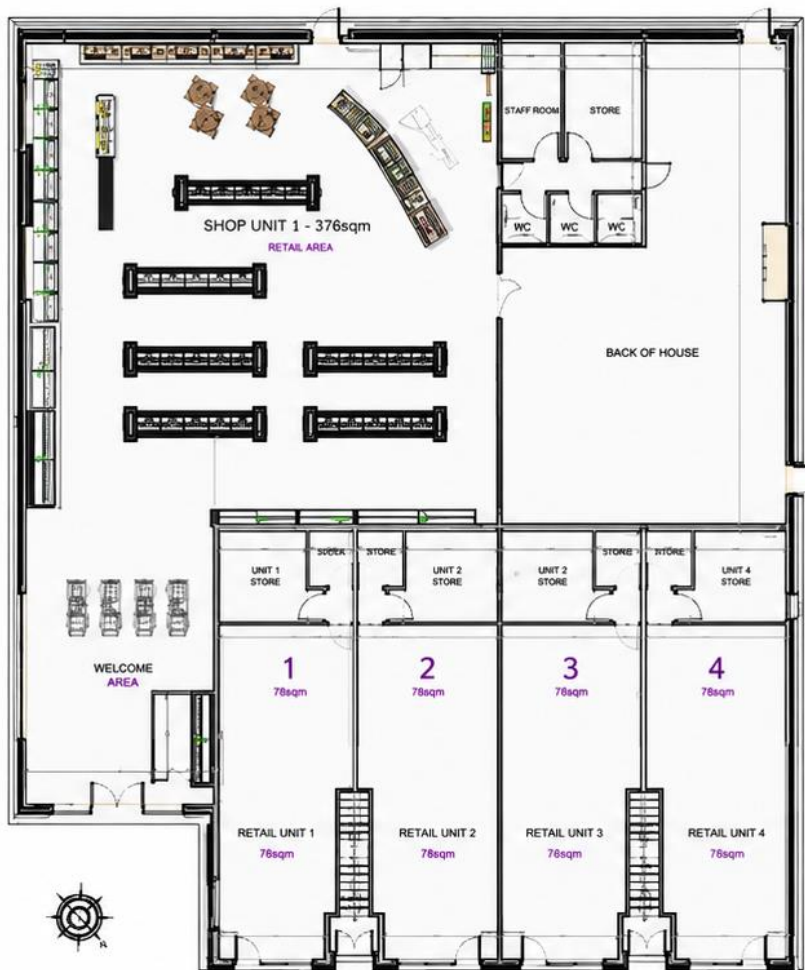 STAFF ROOM
STORE
WC
WC
WC
SHOP UNIT 1 - 376sqm
RETAIL AREA
BACK OF HOUSE
UNIT 1
STORE
STORE
UNIT 2
STORE
UNIT 2
STORE
STORE
STORE
UNIT 4
STORE
WELCOME
AREA
1
78sqm
2
78sqm
3
76sqm
4
78sqm
RETAIL UNIT 1
76sqm
RETAIL UNIT 2
78sqm
RETAIL UNIT 3
76sqm
RETAIL UNIT 4
76sqm